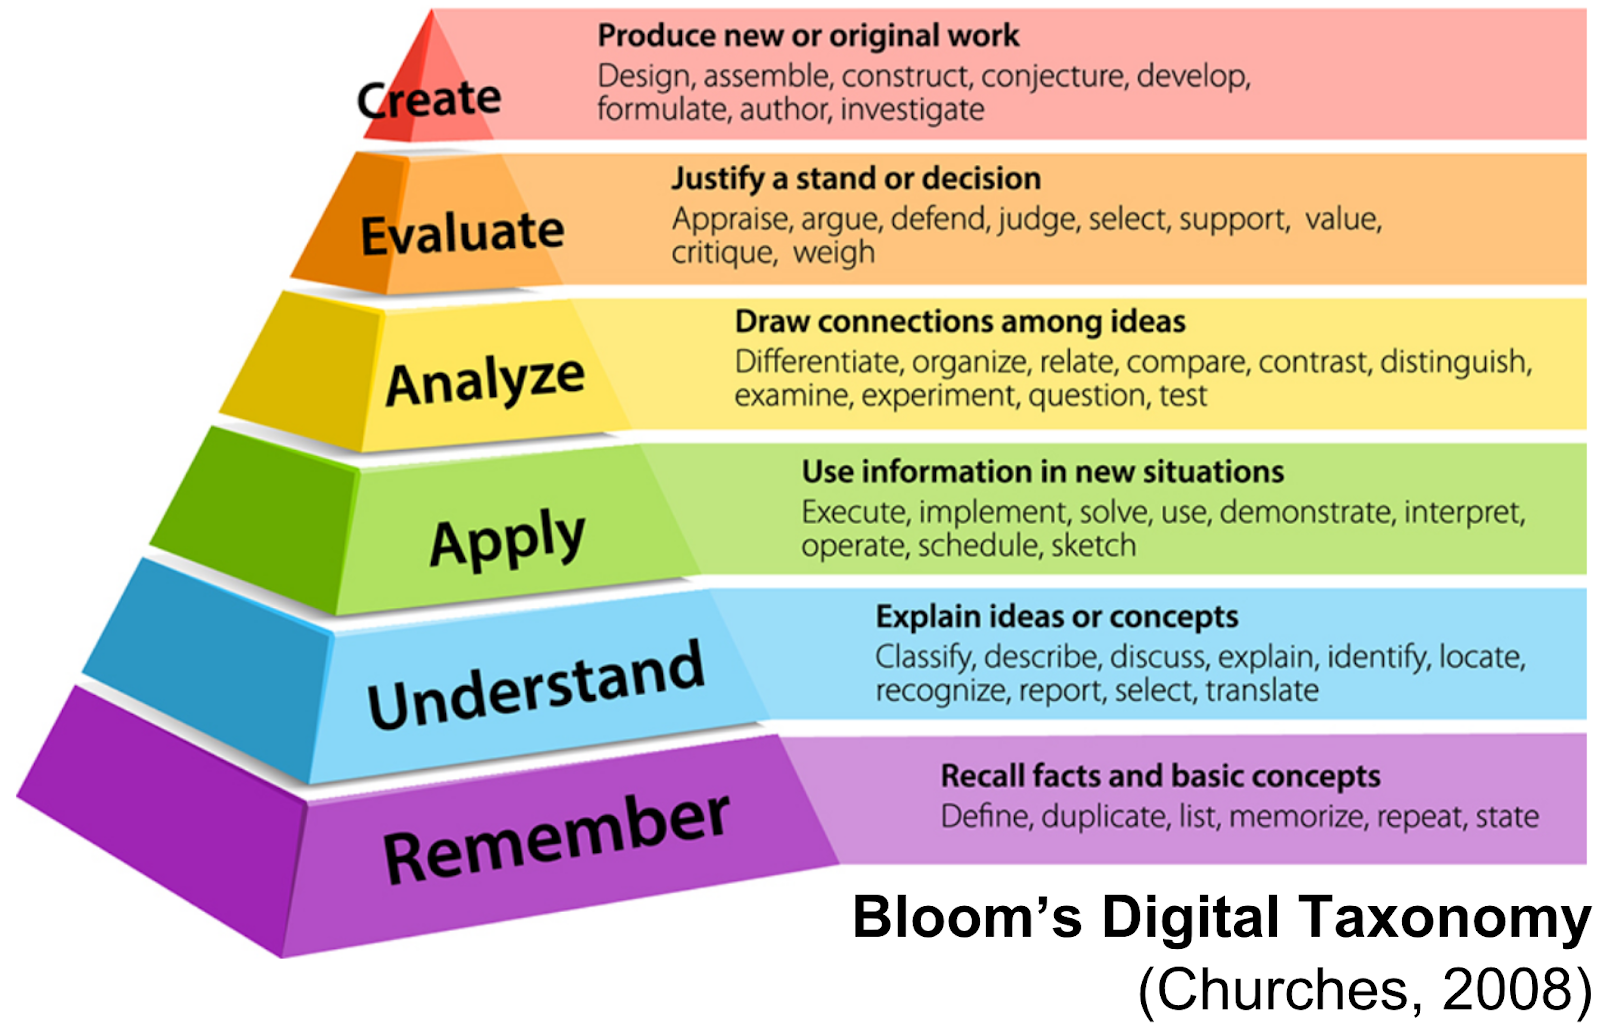 Create
Produce new or original work
Design, assemble, construct, conjecture, develop,
formulate, author, investigate
Evaluate
Justify a stand or decision
Appraise, argue, defend, judge, select, support, value,
critique, weigh
Analyze
Draw connections among ideas
Differentiate, organize, relate, compare, contrast, distinguish,
examine, experiment, question, test
Apply
Use information in new situations
Execute, implement, solve, use, demonstrate, interpret,
operate, schedule, sketch
Understand
Explain ideas or concepts
Classify, describe, discuss, explain, identify, locate,
recognize, report, select, translate
Remember
Recall facts and basic concepts
Define, duplicate, list, memorize, repeat, state
Bloom’s Digital Taxonomy
(Churches, 2008)